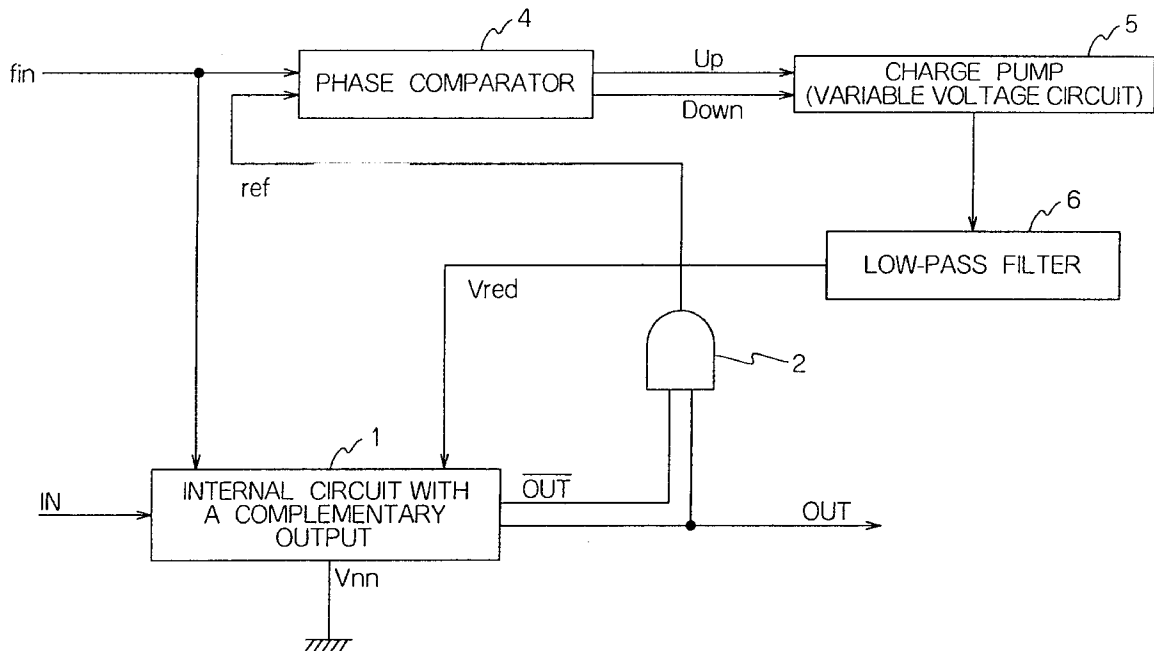 4
5
fin
PHASE COMPARATOR
Up
Down
CHARGE PUMP
(VARIABLE VOLTAGE CIRCUIT)
ref
6
LOW-PASS FILTER
Vred
2
1
IN
INTERNAL CIRCUIT WITH
A COMPLEMENTARY
OUTPUT
O̅U̅T̅
OUT
Vnn